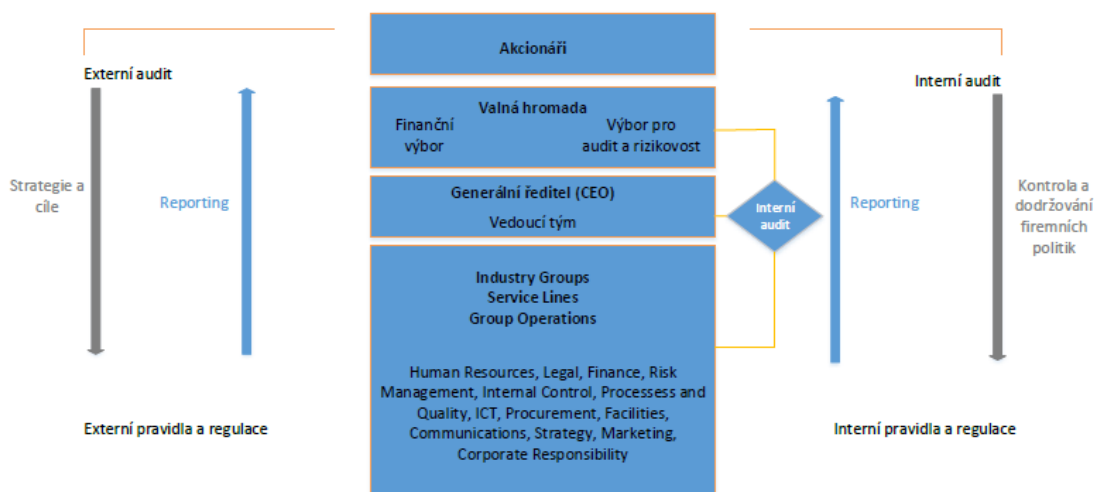 Akcionáři
Externí audit
Interní audit
Valná hromada
Finanční
výbor
Výbor pro
audit a rizikovost
Strategie a
cíle
Reporting
Generální ředitel (CEO)
Vedoucí tým
Interní
audit
Reporting
Kontrola a
dodržování
firemních
politik
Industry Groups
Service Lines
Group Operations
Human Resources, Legal, Finance, Risk
Management, Internal Control, Processess and
Quality, ICT, Procurement, Facilities,
Communications, Strategy, Marketing,
Corporate Responsibility
Externí pravidla a regulace
Interní pravidla a regulace